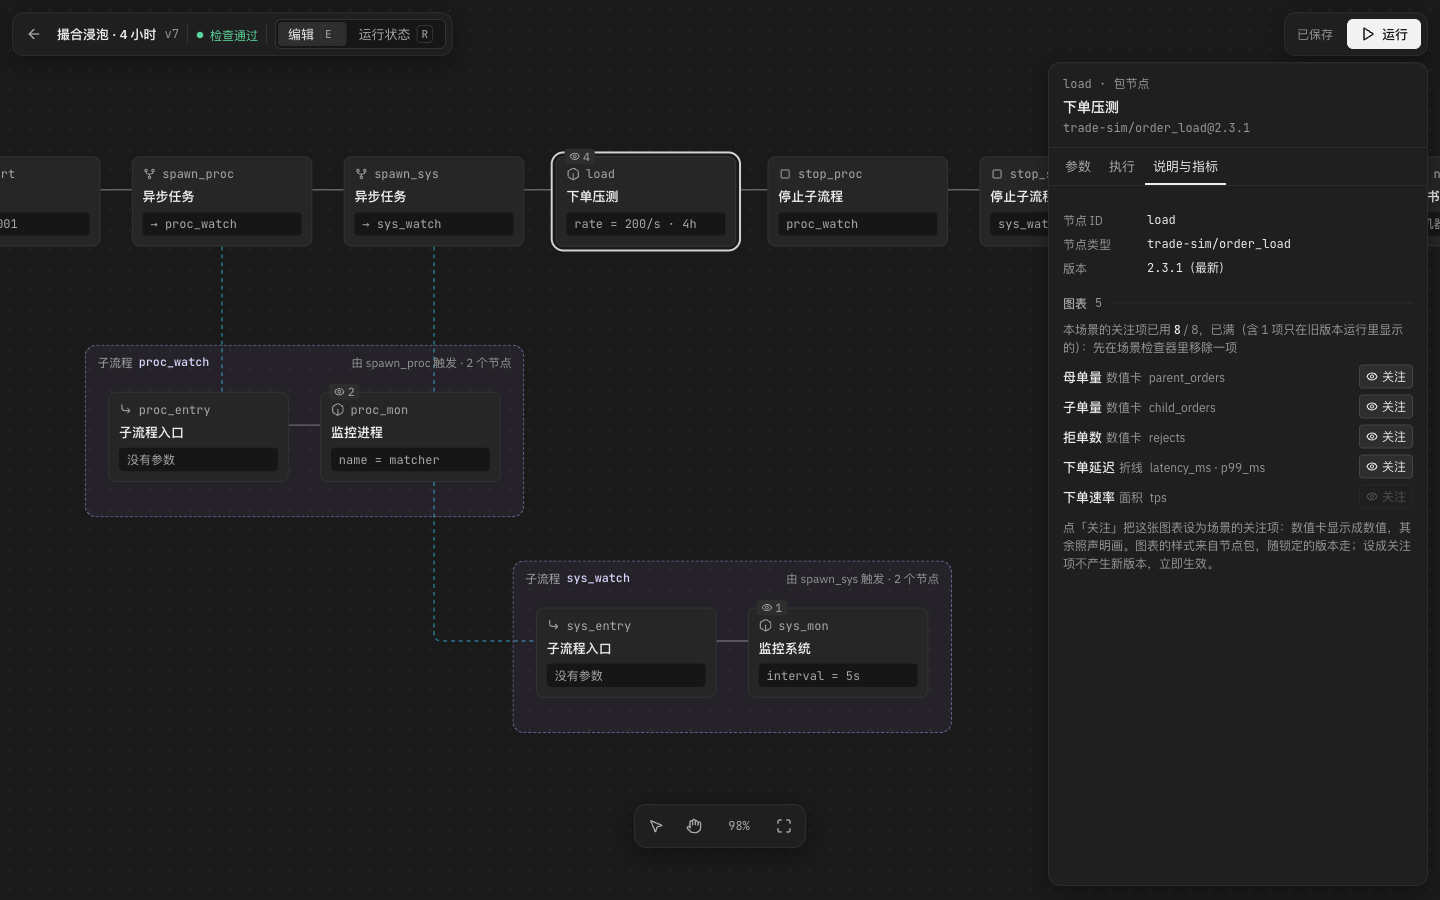 撮合浸泡 · 4 小时 v7 检查通过 编辑 E 运行状态 R
已保存 运行
rt
001
spawn_proc
异步任务
→ proc_watch
spawn_sys
异步任务
→ sys_watch
4
load
下单压测
rate = 200/s · 4h
stop_proc
停止子流程
proc_watch
stop_s
停止子流程
sys_wat
子流程 proc_watch 由 spawn_proc 触发 · 2 个节点
proc_entry
子流程入口
没有参数
2
proc_mon
监控进程
name = matcher
子流程 sys_watch 由 spawn_sys 触发 · 2 个节点
sys_entry
子流程入口
没有参数
1
sys_mon
监控系统
interval = 5s
98%
load · 包节点
下单压测
trade-sim/order_load@2.3.1
参数 执行 说明与指标
节点 ID load
节点类型 trade-sim/order_load
版本 2.3.1 (最新)
图表 5
本场景的关注项已用 8 / 8，已满（含 1 项只在旧版本运行里显示
的）：先在场景检查器里移除一项
母单量 数值卡 parent_orders 关注
子单量 数值卡 child_orders 关注
拒单数 数值卡 rejects 关注
下单延迟 折线 latency_ms · p99_ms 关注
下单速率 面积 tps 关注
点「关注」把这张图表设为场景的关注项：数值卡显示成数值，其
余照声明画。图表的样式来自节点包，随锁定的版本走；设成关注
项不产生新版本，立即生效。